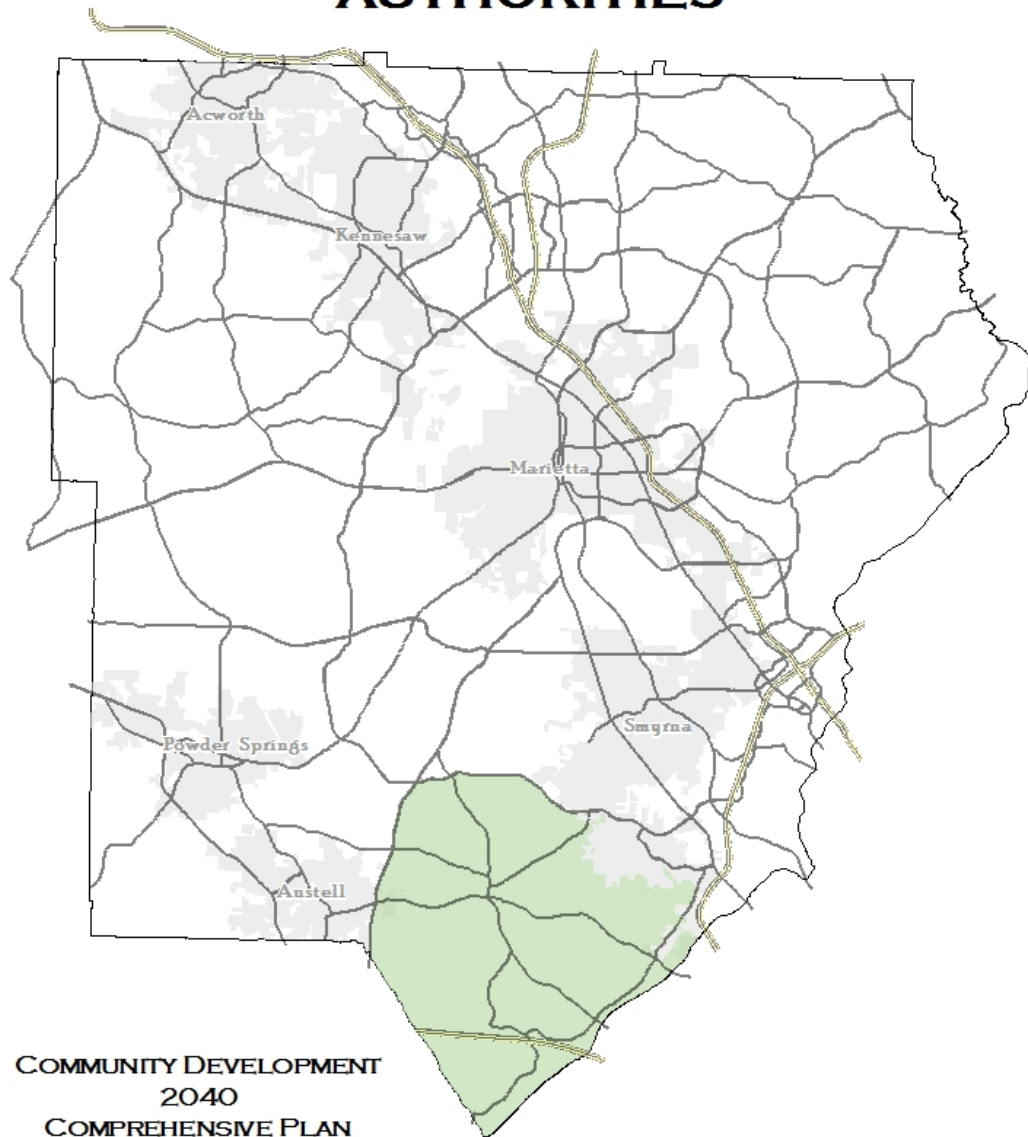 AUTHORITIES
Acworth
Kennesaw
Marietta
Smyrna
Powder Springs
Austell
COMMUNITY DEVELOPMENT
2040
COMPREHENSIVE PLAN